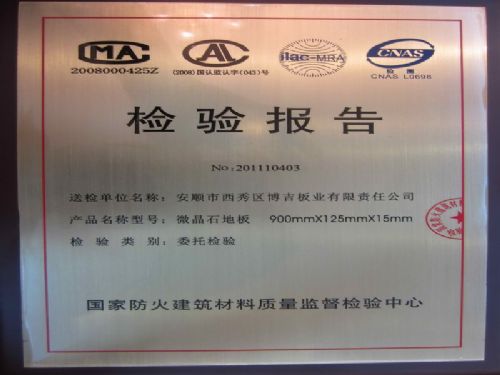 CMAC
2008000425Z
CAL
(2008)国认监认字(045)号
ilac-MRA
CNAS
检测
CNAS L0696
检验报告
No:201110403
送检单位名称：安顺市西秀区博吉板业有限责任公司
产品名称型号：微晶石地板 900mmX125mmX15mm
检验类别：委托检验
国家防火建筑材料质量监督检验中心